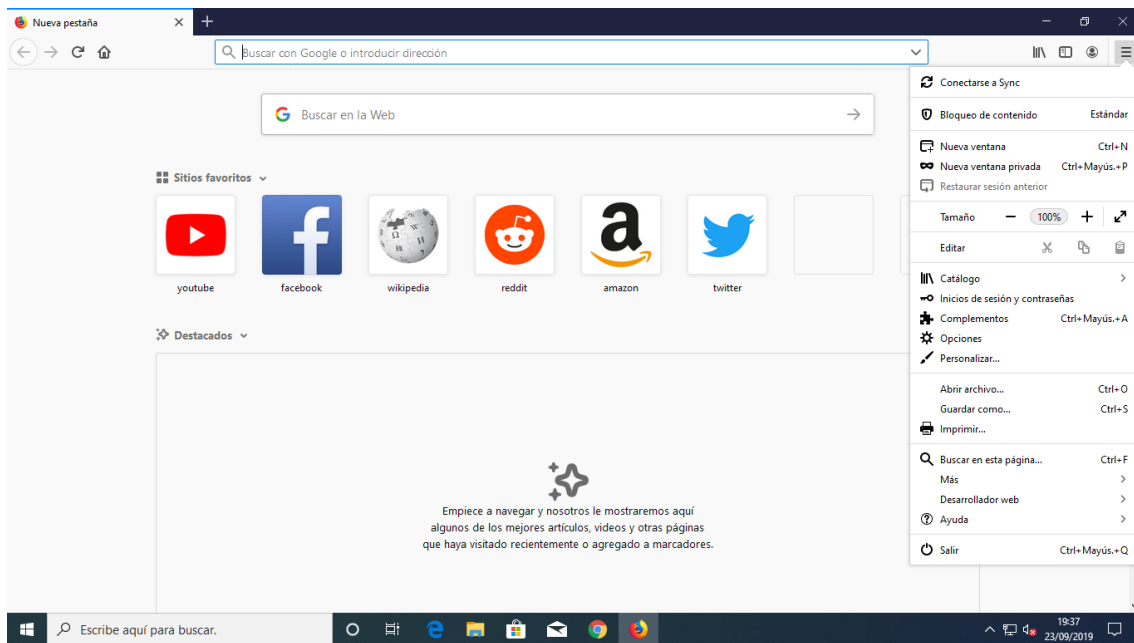 Nueva pestaña
Buscar con Google o introducir dirección
Conectarse a Sync
Bloqueo de contenido Estándar
Nueva ventana Ctrl+N
Nueva ventana privada Ctrl+Mayús.+P
Restaurar sesión anterior
Tamaño 100%
Editar
Catálogo
Inicios de sesión y contraseñas
Complementos Ctrl+Mayús.+A
Opciones
Personalizar...
Abrir archivo... Ctrl+O
Guardar como... Ctrl+S
Imprimir...
Buscar en esta página... Ctrl+F
Más
Desarrollador web
Ayuda
Salir Ctrl+Mayús.+Q
Buscar en la Web
Sitios favoritos
youtube
facebook
wikipedia
reddit
amazon
twitter
Destacados
Empiece a navegar y nosotros le mostraremos aquí
algunos de los mejores artículos, videos y otras páginas
que haya visitado recientemente o agregado a marcadores.
Escribe aquí para buscar.
19:37
23/09/2019